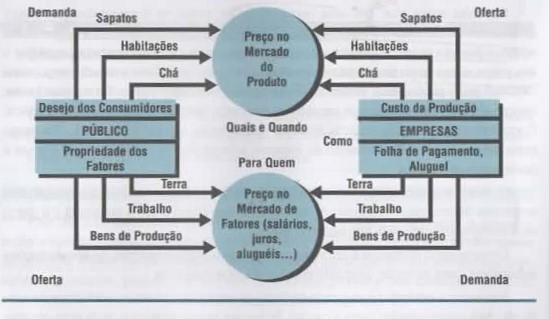 Demanda
Oferta
Sapatos
Sapatos
Habitações
Habitações
Chá
Chá
Preço no
Mercado
do
Produto
Desejo dos Consumidores
PÚBLICO
Propriedade dos
Fatores
Custo da Produção
EMPRESAS
Folha de Pagamento,
Aluguel
Quais e Quando
Como
Para Quem
Terra
Terra
Trabalho
Trabalho
Bens de Produção
Bens de Produção
Preço no
Mercado de
Fatores (salários,
juros,
aluguéis...)
Oferta
Demanda